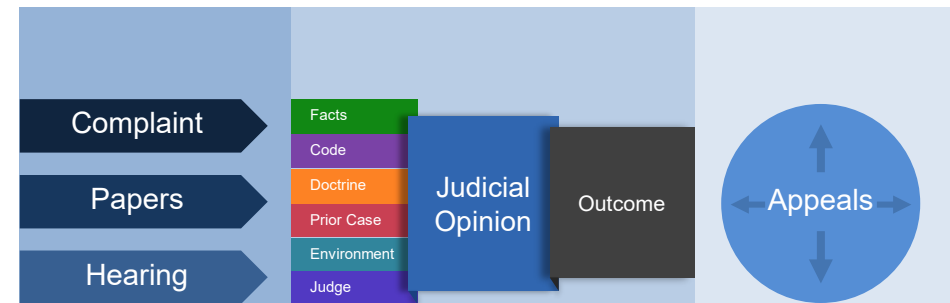 Complaint
Papers
Hearing
Facts
Code
Doctrine
Prior Case
Environment
Judge
Judicial
Opinion
Outcome
Appeals